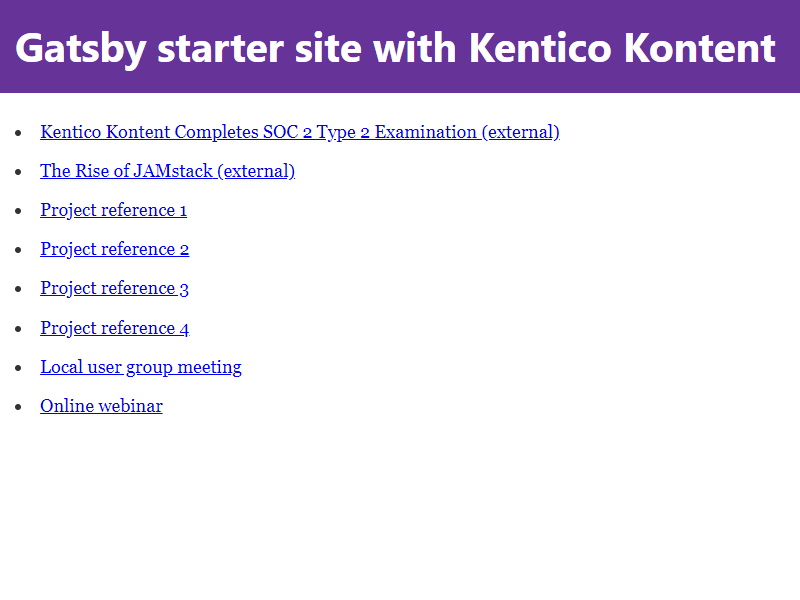 Gatsby starter site with Kentico Kontent
Kentico Kontent Completes SOC 2 Type 2 Examination (external)
The Rise of JAMstack (external)
Project reference 1
Project reference 2
Project reference 3
Project reference 4
Local user group meeting
Online webinar